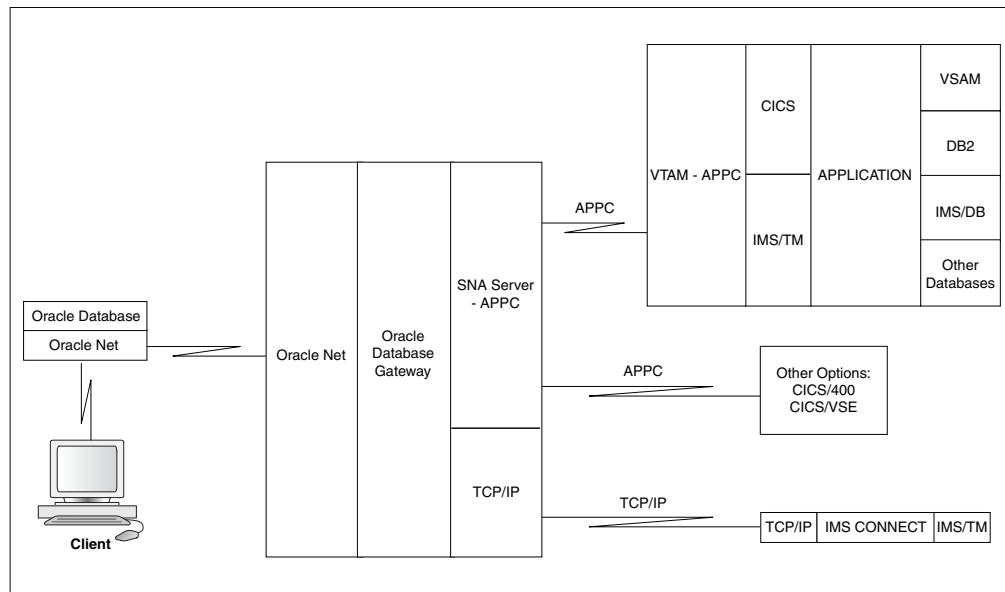 VTAM - APPC
CICS
IMS/TM
APPLICATION
VSAM
DB2
IMS/DB
Other
Databases
APPC
Oracle Database
Oracle Net
Client
Oracle Net
Oracle
Database
Gateway
SNA Server
- APPC
TCP/IP
APPC
Other Options:
CICS/400
CICS/VSE
TCP/IP
TCP/IP
IMS CONNECT
IMS/TM